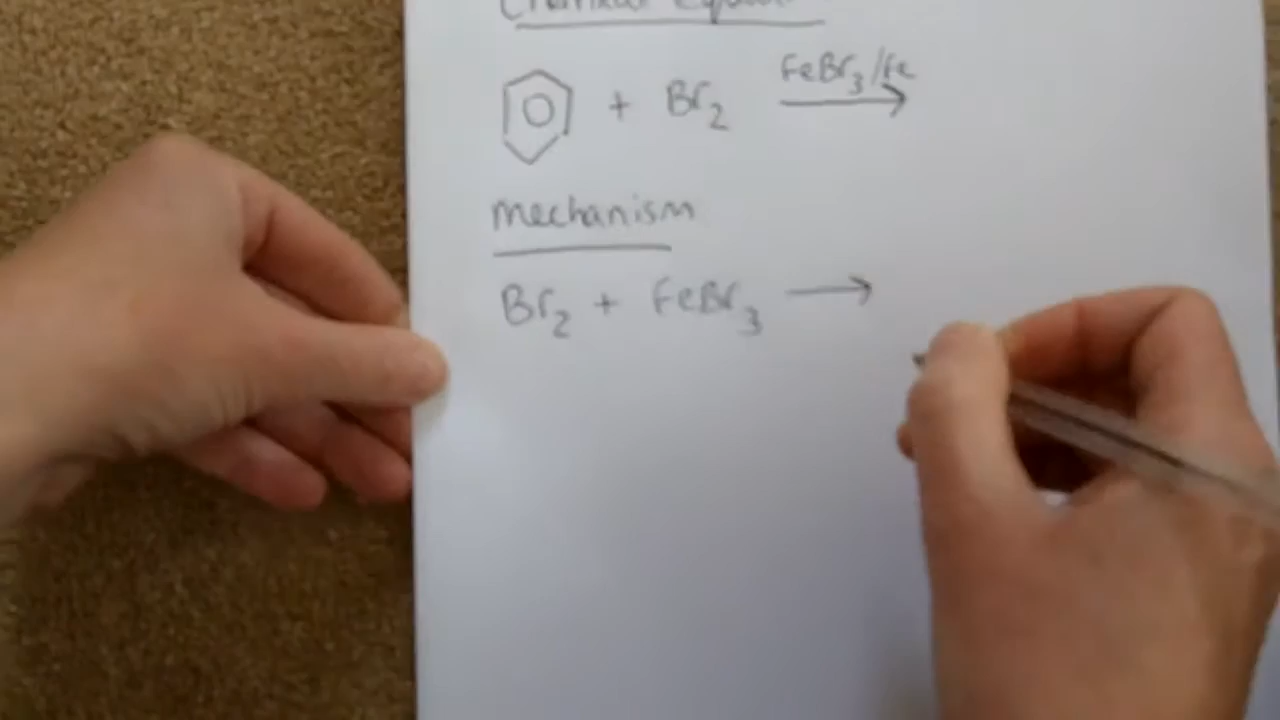 + Br2 FeBr3/Fe →
Mechanism
Br2 + FeBr3 →